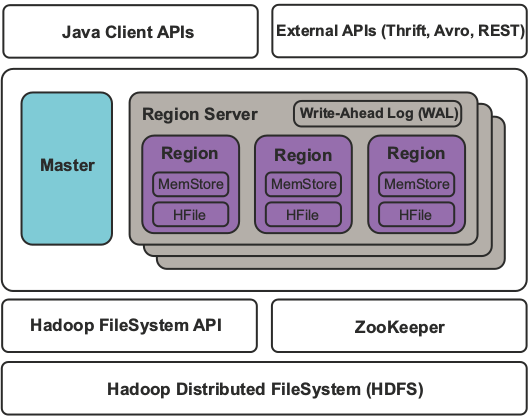 Java Client APIs
External APIs (Thrift, Avro, REST)
Master
Region Server
Write-Ahead Log (WAL)
Region
MemStore
HFile
Region
MemStore
HFile
Region
MemStore
HFile
Hadoop FileSystem API
ZooKeeper
Hadoop Distributed FileSystem (HDFS)